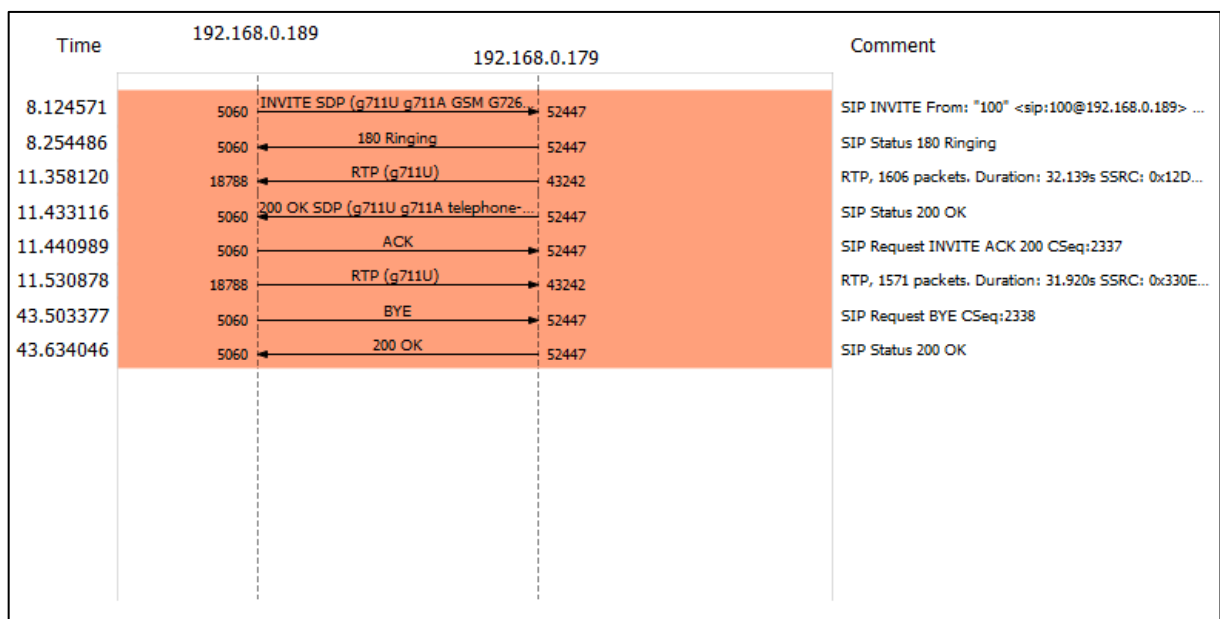 Time 192.168.0.189 192.168.0.179 Comment
8.124571 5060 INVITE SDP (g711U g711A GSM G726... 52447 SIP INVITE From: "100" <sip:100@192.168.0.189> ...
8.254486 5060 180 Ringing 52447 SIP Status 180 Ringing
11.358120 18788 RTP (g711U) 43242 RTP, 1606 packets. Duration: 32.139s SSRC: 0x12D...
11.433116 5060 200 OK SDP (g711U g711A telephone-... 52447 SIP Status 200 OK
11.440989 5060 ACK 52447 SIP Request INVITE ACK 200 CSeq:2337
11.530878 18788 RTP (g711U) 43242 RTP, 1571 packets. Duration: 31.920s SSRC: 0x330E...
43.503377 5060 BYE 52447 SIP Request BYE CSeq:2338
43.634046 5060 200 OK 52447 SIP Status 200 OK